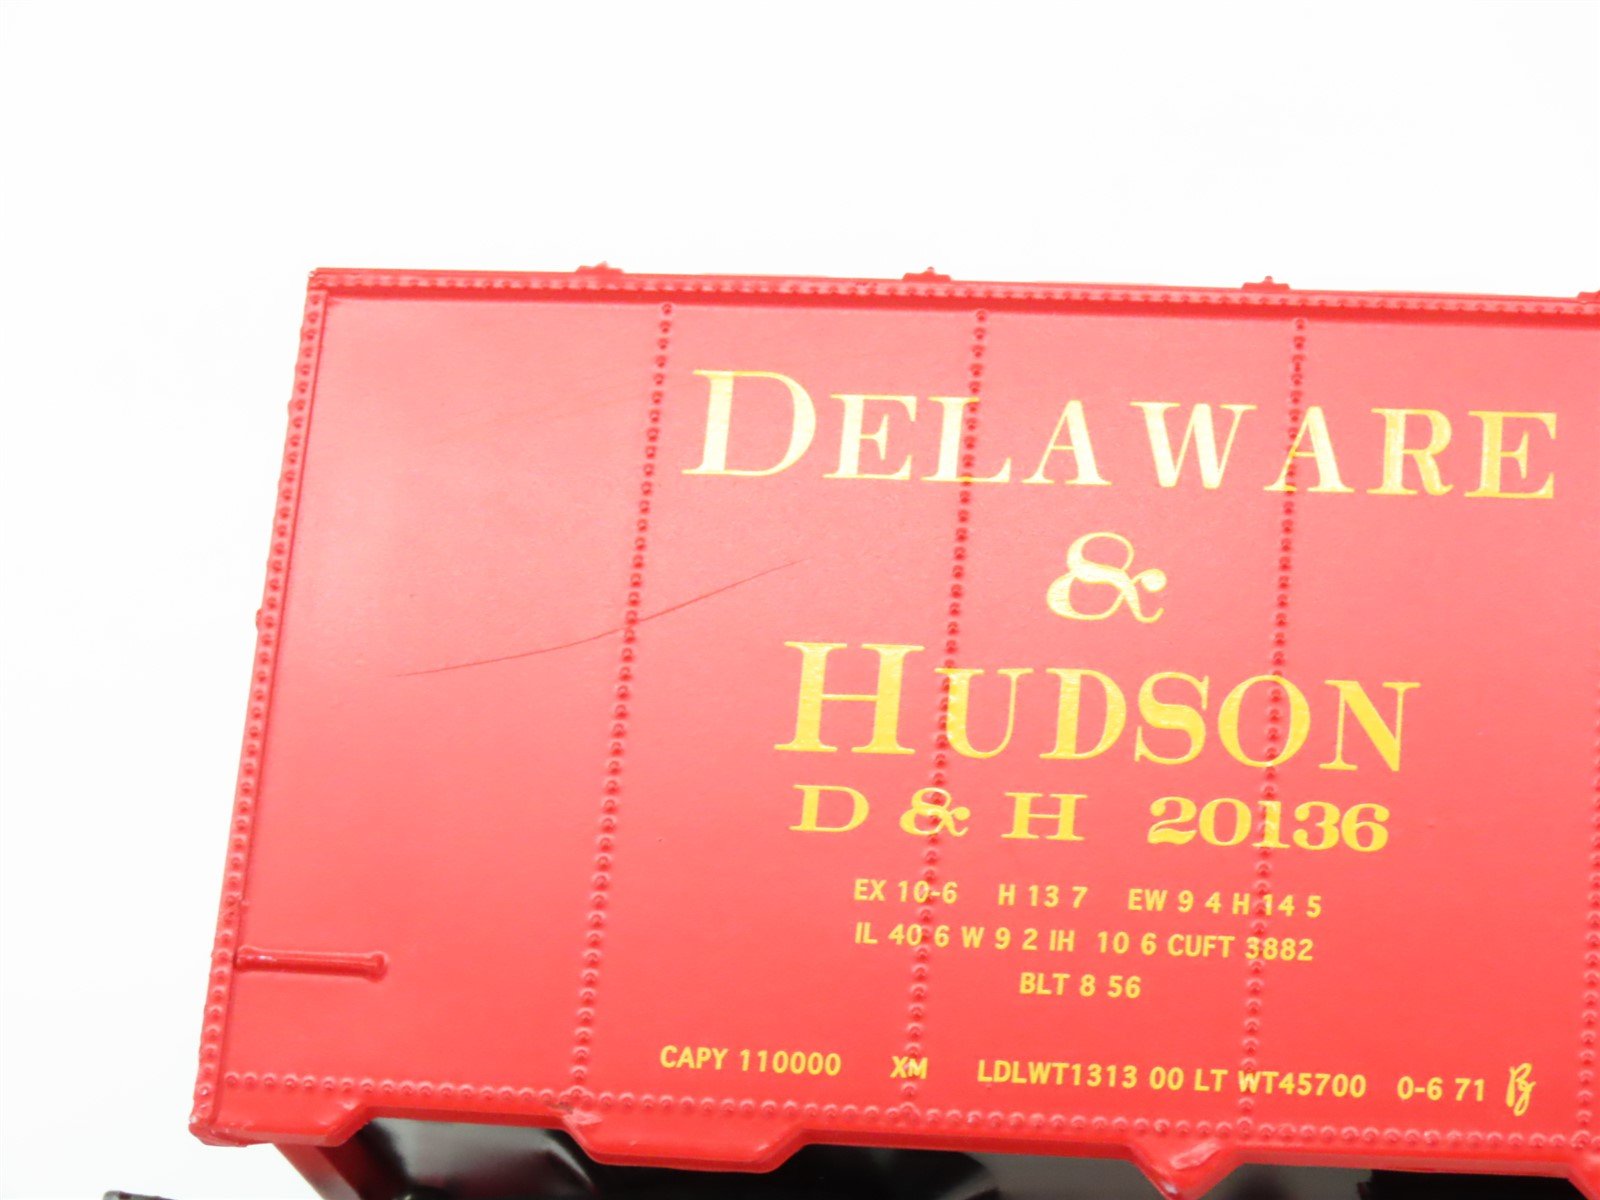 DELAWARE
&
HUDSON
D & H 20136
EX 10-6 H 13 7 EW 9 4 H 14 5
IL 40 6 W 9 2 IH 10 6 CUFT 3882
BLT 8 56
CAPY 110000 XM LDLWT1313 00 LT WT45700 0-6 71